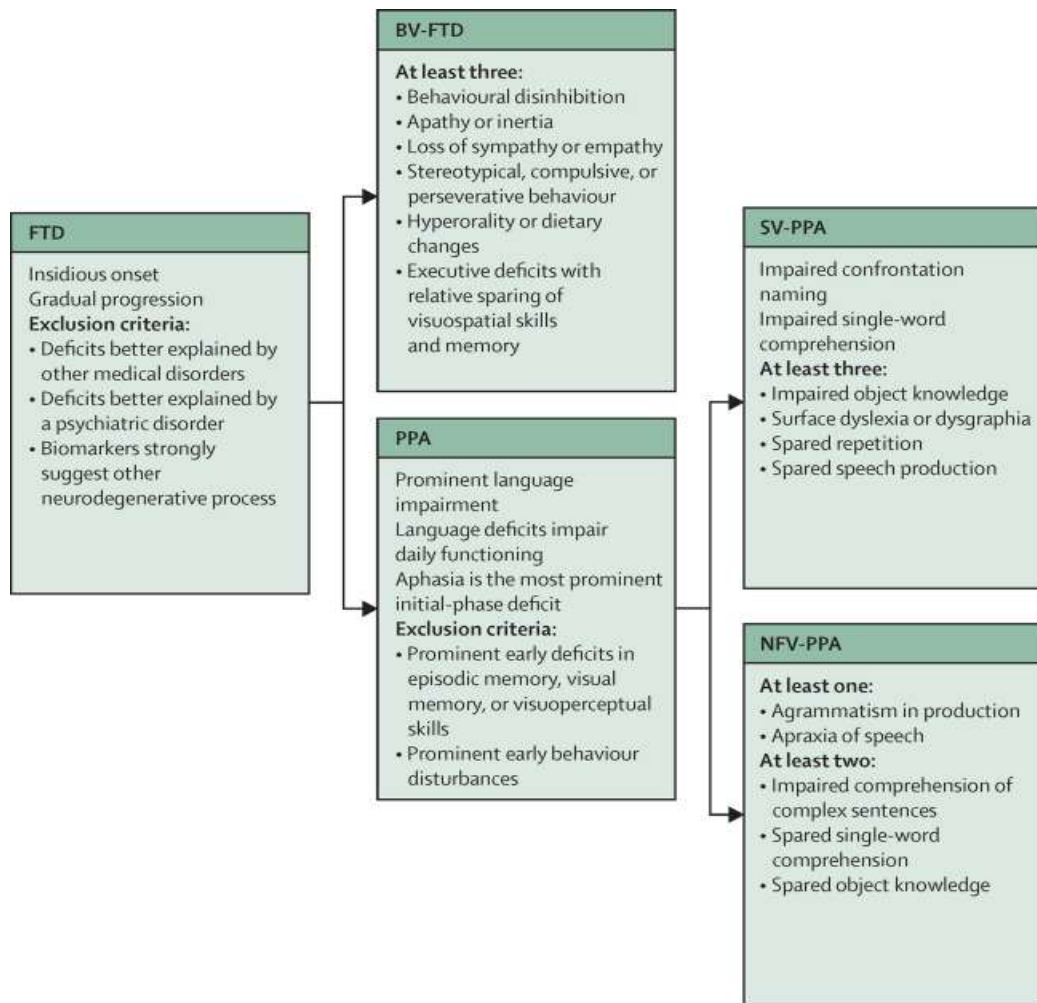 BV-FTD
At least three:
• Behavioural disinhibition
• Apathy or inertia
• Loss of sympathy or empathy
• Stereotypical, compulsive, or
perseverative behaviour
• Hyperorality or dietary
changes
• Executive deficits with
relative sparing of
visuospatial skills
and memory
FTD
Insidious onset
Gradual progression
Exclusion criteria:
• Deficits better explained by
other medical disorders
• Deficits better explained by
a psychiatric disorder
• Biomarkers strongly
suggest other
neurodegenerative process
PPA
Prominent language
impairment
Language deficits impair
daily functioning
Aphasia is the most prominent
initial-phase deficit
Exclusion criteria:
• Prominent early deficits in
episodic memory, visual
memory, or visuoperceptual
skills
• Prominent early behaviour
disturbances
SV-PPA
Impaired confrontation
naming
Impaired single-word
comprehension
At least three:
• Impaired object knowledge
• Surface dyslexia or dysgraphia
• Spared repetition
• Spared speech production
NFV-PPA
At least one:
• Agrammatism in production
• Apraxia of speech
At least two:
• Impaired comprehension of
complex sentences
• Spared single-word
comprehension
• Spared object knowledge